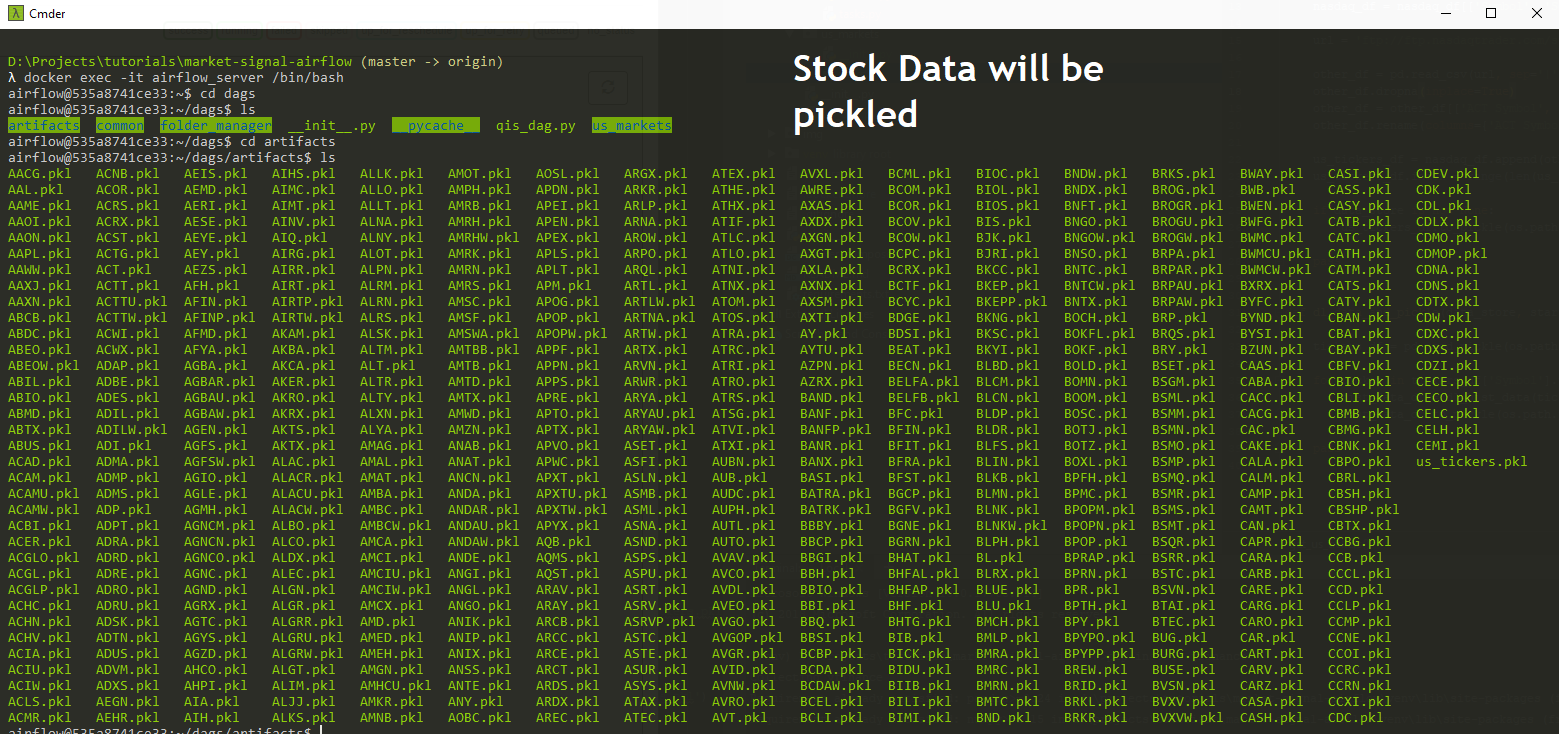 Cmder
D:\Projects\tutorials\market-signal-airflow (master -> origin)
λ docker exec -it airflow_server /bin/bash
airflow@535a8741ce33:~$ cd dags
airflow@535a8741ce33:~/dags$ ls
artifacts common folder_manager __init__.py __pycache__ qis_dag.py us_markets
airflow@535a8741ce33:~/dags$ cd artifacts
airflow@535a8741ce33:~/dags/artifacts$ ls
Stock Data will be
pickled
AACG.pkl ACNB.pkl AEIS.pkl AIHS.pkl ALLK.pkl AMOT.pkl AOSL.pkl ARGX.pkl ATEX.pkl AVXL.pkl BCML.pkl BIOC.pkl BNDW.pkl BRKS.pkl BWAY.pkl CASI.pkl CDEV.pkl
AAL.pkl ACOR.pkl AEMD.pkl AIMC.pkl ALLO.pkl AMPH.pkl APDN.pkl ARKR.pkl ATHE.pkl AWRE.pkl BCOM.pkl BIOL.pkl BNDX.pkl BROG.pkl BWB.pkl CASS.pkl CDK.pkl
AAME.pkl ACRS.pkl AERI.pkl AIMT.pkl ALLT.pkl AMRB.pkl APEI.pkl ARLP.pkl ATHX.pkl AXAS.pkl BCOR.pkl BIOS.pkl BNFT.pkl BROGR.pkl BWEN.pkl CASY.pkl CDL.pkl
AAOI.pkl ACRX.pkl AESE.pkl AINV.pkl ALNA.pkl AMRH.pkl APEN.pkl ARNA.pkl ATIF.pkl AXDX.pkl BCOV.pkl BIS.pkl BNGO.pkl BROGU.pkl BWFG.pkl CATB.pkl CDLX.pkl
AAON.pkl ACST.pkl AEYE.pkl AIQ.pkl ALNY.pkl AMRHW.pkl APEX.pkl AROW.pkl ATLC.pkl AXGN.pkl BCOW.pkl BJK.pkl BNGOW.pkl BROGW.pkl BWMC.pkl CATC.pkl CDMO.pkl
AAPL.pkl ACTG.pkl AEY.pkl AIRG.pkl ALOT.pkl AMRK.pkl APLS.pkl ARPO.pkl ATLO.pkl AXGT.pkl BCPC.pkl BJRI.pkl BNSO.pkl BRPA.pkl BWMCU.pkl CATH.pkl CDMOP.pkl
AAWW.pkl ACT.pkl AEZS.pkl AIRR.pkl ALPN.pkl AMRN.pkl APLT.pkl ARQL.pkl ATNI.pkl AXLA.pkl BCRX.pkl BKCC.pkl BNTC.pkl BRPAR.pkl BWMCW.pkl CATM.pkl CDNA.pkl
AAXJ.pkl ACTT.pkl AFH.pkl AIRT.pkl ALRM.pkl AMRS.pkl APM.pkl ARTL.pkl ATNX.pkl AXNX.pkl BCTF.pkl BKEP.pkl BNTCW.pkl BRPAU.pkl BXRX.pkl CATS.pkl CDNS.pkl
AAXN.pkl ACTTU.pkl AFIN.pkl AIRTP.pkl ALRN.pkl AMSC.pkl APOG.pkl ARTLW.pkl ATOM.pkl AXSM.pkl BCYC.pkl BKEPP.pkl BNTX.pkl BRPAW.pkl BYFC.pkl CATY.pkl CDTX.pkl
ABCB.pkl ACTTW.pkl AFINP.pkl AIRTW.pkl ALRS.pkl AMSF.pkl APOP.pkl ARTNA.pkl ATOS.pkl AXTI.pkl BDGE.pkl BKNG.pkl BOCH.pkl BRP.pkl BYND.pkl CBAN.pkl CDW.pkl
ABDC.pkl ACWI.pkl AFMD.pkl AKAM.pkl ALSK.pkl AMSWA.pkl APOPW.pkl ARTW.pkl ATRA.pkl AY.pkl BDSI.pkl BKSC.pkl BOKFL.pkl BRQS.pkl BYSI.pkl CBAT.pkl CDXC.pkl
ABEO.pkl ACWX.pkl AFYA.pkl AKBA.pkl ALTM.pkl AMTBB.pkl APPF.pkl ARTX.pkl ATRC.pkl AYTU.pkl BEAT.pkl BKYI.pkl BOKF.pkl BRY.pkl BZUN.pkl CBAY.pkl CDXS.pkl
ABEOW.pkl ADAP.pkl AGBA.pkl AKCA.pkl ALT.pkl AMTB.pkl APPN.pkl ARVN.pkl ATRI.pkl AZPN.pkl BECN.pkl BLBD.pkl BOLD.pkl BSET.pkl CAAS.pkl CBFV.pkl CDZI.pkl
ABIL.pkl ADBE.pkl AGBAR.pkl AKER.pkl ALTR.pkl AMTD.pkl APPS.pkl ARWR.pkl ATRO.pkl AZRX.pkl BELFA.pkl BLCM.pkl BOMN.pkl BSGM.pkl CABA.pkl CBIO.pkl CECE.pkl
ABIO.pkl ADES.pkl AGBAU.pkl AKRO.pkl ALTY.pkl AMTX.pkl APRE.pkl ARYA.pkl ATRS.pkl BAND.pkl BELFB.pkl BLCN.pkl BOOM.pkl BSML.pkl CACC.pkl CBLI.pkl CECO.pkl
ABMD.pkl ADIL.pkl AGBAW.pkl AKRX.pkl ALXN.pkl AMWD.pkl APTO.pkl ARYAU.pkl ATSG.pkl BANF.pkl BFC.pkl BLDP.pkl BOSC.pkl BSMM.pkl CACG.pkl CBMB.pkl CELC.pkl
ABTX.pkl ADILW.pkl AGEN.pkl AKTS.pkl ALYA.pkl AMZN.pkl APTX.pkl ARYAW.pkl ATVI.pkl BANFP.pkl BFIN.pkl BLDR.pkl BOTJ.pkl BSMN.pkl CAC.pkl CBMG.pkl CELH.pkl
ABUS.pkl ADI.pkl AGFS.pkl AKTX.pkl AMAG.pkl ANAB.pkl APVO.pkl ASET.pkl ATXI.pkl BANR.pkl BFIT.pkl BLFS.pkl BOTZ.pkl BSMO.pkl CAKE.pkl CBNK.pkl CEMI.pkl
ACAD.pkl ADMA.pkl AGFSW.pkl ALAC.pkl AMAL.pkl ANAT.pkl APWC.pkl ASFI.pkl AUBN.pkl BANX.pkl BFRA.pkl BLIN.pkl BOXL.pkl BSMP.pkl CALA.pkl CBPO.pkl us_tickers.pkl
ACAM.pkl ADMP.pkl AGIO.pkl ALACR.pkl AMAT.pkl ANCN.pkl APXT.pkl ASLN.pkl AUB.pkl BASI.pkl BFST.pkl BLKB.pkl BPFH.pkl BSMQ.pkl CALM.pkl CBRL.pkl
ACAMU.pkl ADMS.pkl AGLE.pkl ALACU.pkl AMBA.pkl ANDA.pkl APXTU.pkl ASMB.pkl AUDC.pkl BATRA.pkl BGCP.pkl BLMN.pkl BPMC.pkl BSMR.pkl CAMP.pkl CBSH.pkl
ACAMW.pkl ADP.pkl AGMH.pkl ALACW.pkl AMBC.pkl ANDAR.pkl APXTW.pkl ASML.pkl AUPH.pkl BATRK.pkl BGFV.pkl BLNK.pkl BPOPM.pkl BSMS.pkl CAMT.pkl CBSHP.pkl
ACBI.pkl ADPT.pkl AGNCM.pkl ALBO.pkl AMBCW.pkl ANDAU.pkl APYX.pkl ASNA.pkl AUTL.pkl BBBY.pkl BGNE.pkl BLNKW.pkl BPOPN.pkl BSMT.pkl CAN.pkl CBTX.pkl
ACER.pkl ADRA.pkl AGNCN.pkl ALCO.pkl AMCA.pkl ANDAW.pkl AQB.pkl ASND.pkl AUTO.pkl BBCP.pkl BGRN.pkl BLPH.pkl BPOP.pkl BSQR.pkl CAPR.pkl CCBG.pkl
ACGLO.pkl ADRD.pkl AGNCO.pkl ALDX.pkl AMCI.pkl ANDE.pkl AQMS.pkl ASPS.pkl AVAV.pkl BBGI.pkl BHAT.pkl BL.pkl BPRAP.pkl BSRR.pkl CARA.pkl CCB.pkl
ACGL.pkl ADRE.pkl AGNC.pkl ALEC.pkl AMCIU.pkl ANGI.pkl AQST.pkl ASPU.pkl AVCO.pkl BBH.pkl BHFAL.pkl BLRX.pkl BPRN.pkl BSTC.pkl CARB.pkl CCCL.pkl
ACGLP.pkl ADRO.pkl AGND.pkl ALGN.pkl AMCIW.pkl ANGL.pkl ARAV.pkl ASRT.pkl AVDL.pkl BBIO.pkl BHFAP.pkl BLUE.pkl BPR.pkl BSVN.pkl CARE.pkl CCD.pkl
ACHC.pkl ADRU.pkl AGRX.pkl ALGR.pkl AMCX.pkl ANGO.pkl ARAY.pkl ASRV.pkl AVEO.pkl BBI.pkl BHF.pkl BLU.pkl BPTH.pkl BTAI.pkl CARG.pkl CCLP.pkl
ACHN.pkl ADSK.pkl AGTC.pkl ALGRR.pkl AMD.pkl ANIK.pkl ARCB.pkl ASRVP.pkl AVGO.pkl BBQ.pkl BHTG.pkl BMCH.pkl BPY.pkl BTEC.pkl CARO.pkl CCMP.pkl
ACHV.pkl ADTN.pkl AGYS.pkl ALGRU.pkl AMED.pkl ANIP.pkl ARCC.pkl ASTC.pkl AVGOP.pkl BBSI.pkl BIB.pkl BMLP.pkl BPYPO.pkl BUG.pkl CAR.pkl CCNE.pkl
ACIA.pkl ADUS.pkl AGZD.pkl ALGRW.pkl AMEH.pkl ANIX.pkl ARCE.pkl ASTE.pkl AVGR.pkl BCBP.pkl BICK.pkl BMRA.pkl BPYPP.pkl BURG.pkl CART.pkl CCOI.pkl
ACIU.pkl ADVM.pkl AHCO.pkl ALGT.pkl AMGN.pkl ANSS.pkl ARCT.pkl ASUR.pkl AVID.pkl BCDA.pkl BIDU.pkl BMRC.pkl BREW.pkl BUSE.pkl CARV.pkl CCRC.pkl
ACIW.pkl ADXS.pkl AHPI.pkl ALIM.pkl AMHCU.pkl ANTE.pkl ARDS.pkl ASYS.pkl AVNW.pkl BCDAW.pkl BIIB.pkl BMRN.pkl BRID.pkl BVSN.pkl CARZ.pkl CCRN.pkl
ACLS.pkl AEGN.pkl AIA.pkl ALJJ.pkl AMKR.pkl ANY.pkl ARDX.pkl ATAX.pkl AVRO.pkl BCEL.pkl BILI.pkl BMTC.pkl BRKL.pkl BVXV.pkl CASA.pkl CCXI.pkl
ACMR.pkl AEHR.pkl AIH.pkl ALKS.pkl AMNB.pkl AOBC.pkl AREC.pkl ATEC.pkl AVT.pkl BCLI.pkl BIMI.pkl BND.pkl BRKR.pkl BVXVW.pkl CASH.pkl CDC.pkl
airflow@535a8741ce33:~/dags/artifacts$